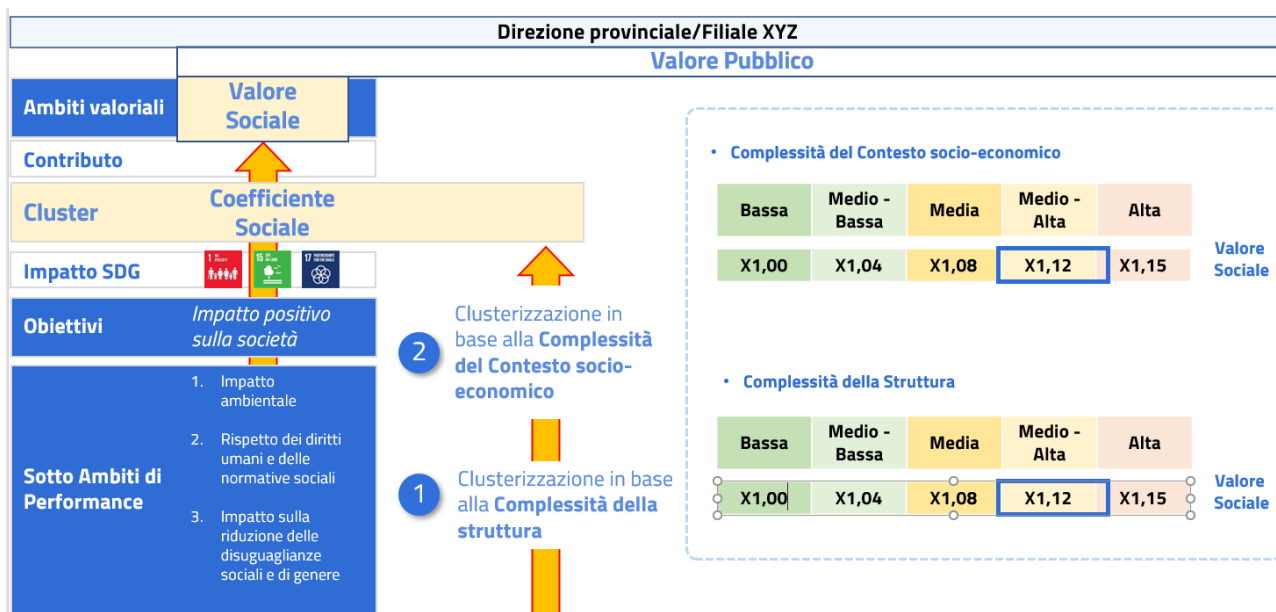 Direzione provinciale/Filiale XYZ
Valore Pubblico
Ambiti valoriali
Valore
Sociale
Contributo
Cluster
Coefficiente
Sociale
Impatto SDG
1
15
17
Obiettivi
Impatto positivo
sulla società
Sotto Ambiti di
Performance
1. Impatto
ambientale
2. Rispetto dei diritti
umani e delle
normative sociali
3. Impatto sulla
riduzione delle
disuguaglianze
sociali e di genere
2
Clusterizzazione in
base alla Complessità
del Contesto socio-
economico
1
Clusterizzazione in base
alla Complessità della
struttura
• Complessità del Contesto socio-economico
Bassa
Medio -
Bassa
Media
Medio -
Alta
Alta
X1,00 X1,04 X1,08 X1,12 X1,15
Valore
Sociale
• Complessità della Struttura
Bassa
Medio -
Bassa
Media
Medio -
Alta
Alta
X1,00 X1,04 X1,08 X1,12 X1,15
Valore
Sociale